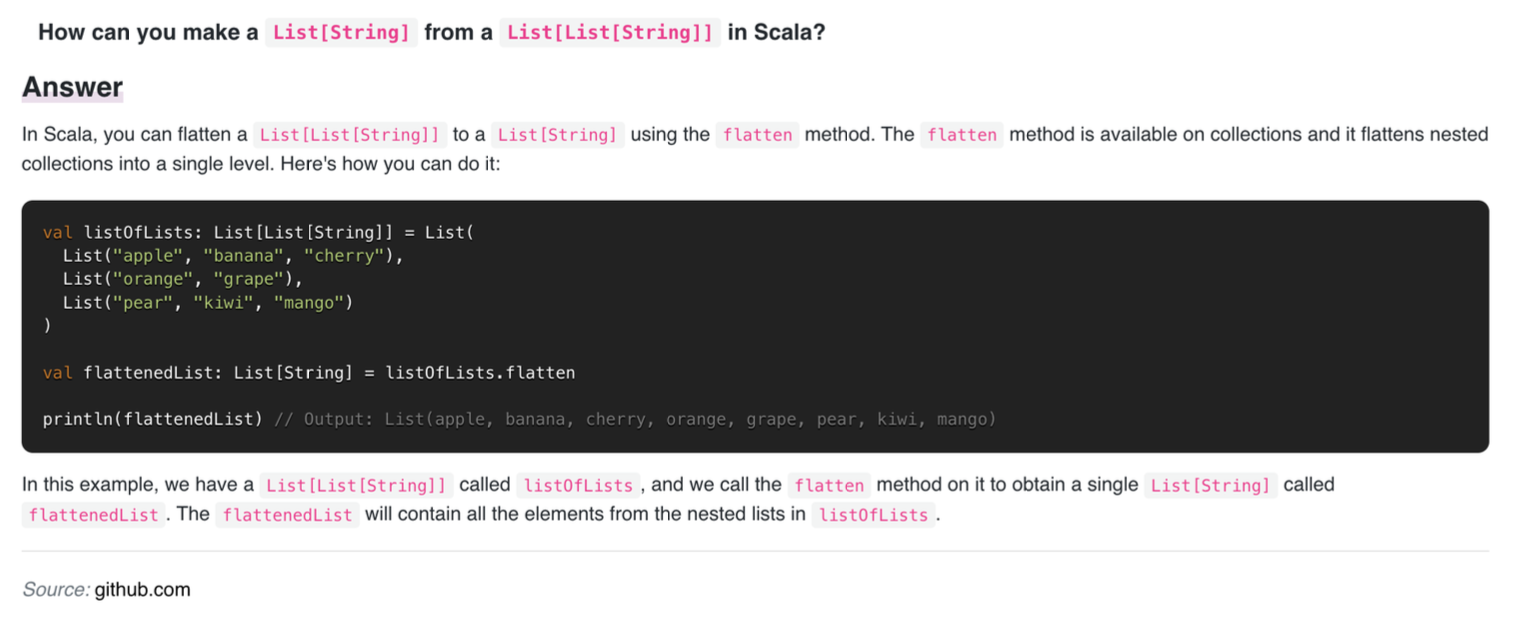 How can you make a List[String] from a List[List[String]] in Scala?
Answer
In Scala, you can flatten a List[List[String]] to a List[String] using the flatten method. The flatten method is available on collections and it flattens nested
collections into a single level. Here's how you can do it:
val listOfLists: List[List[String]] = List(
  List("apple", "banana", "cherry"),
  List("orange", "grape"),
  List("pear", "kiwi", "mango")
)
val flattenedList: List[String] = listOfLists.flatten
println(flattenedList) // Output: List(apple, banana, cherry, orange, grape, pear, kiwi, mango)
In this example, we have a List[List[String]] called listOfLists , and we call the flatten method on it to obtain a single List[String] called
flattenedList . The flattenedList will contain all the elements from the nested lists in listOfLists .
Source: github.com